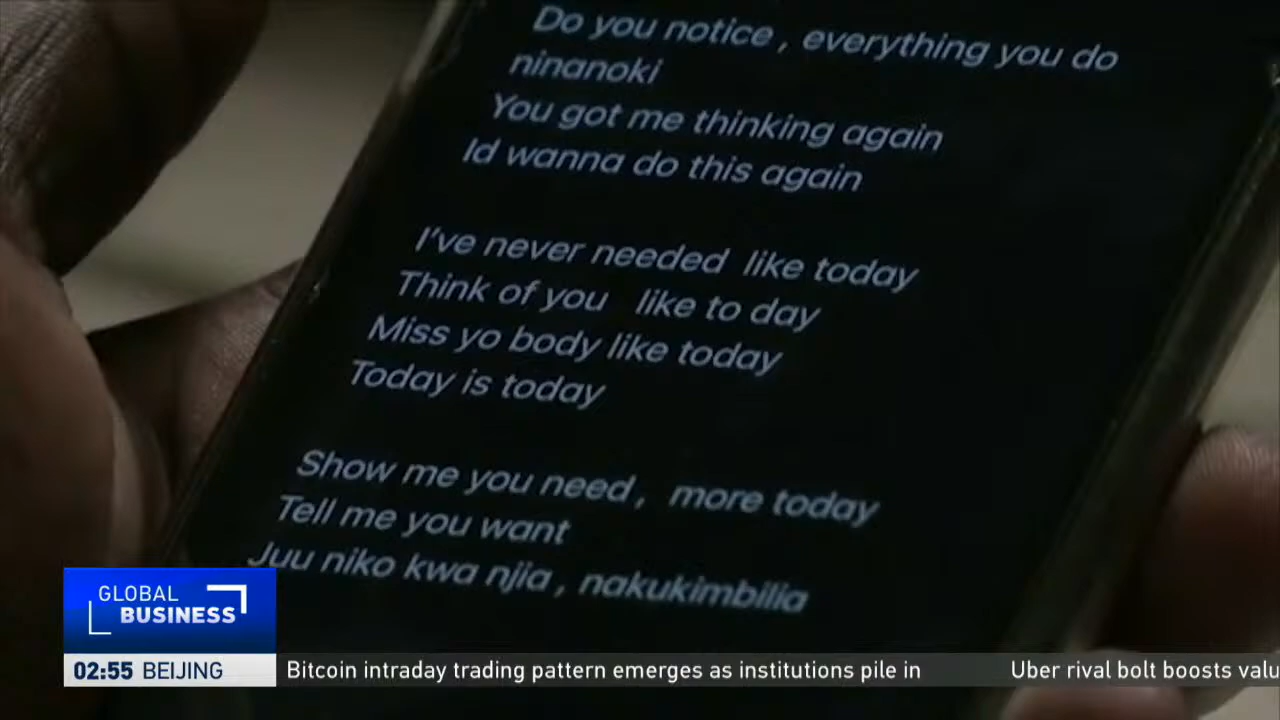 Do you notice , everything you do
ninanoki
You got me thinking again
Id wanna do this again
I've never needed like today
Think of you like to day
Miss yo body like today
Today is today
Show me you need , more today
Tell me you want
Juu niko kwa njia , nakukimbilia
GLOBAL
BUSINESS
02:55 BEIJING
Bitcoin intraday trading pattern emerges as institutions pile in
Uber rival bolt boosts valu